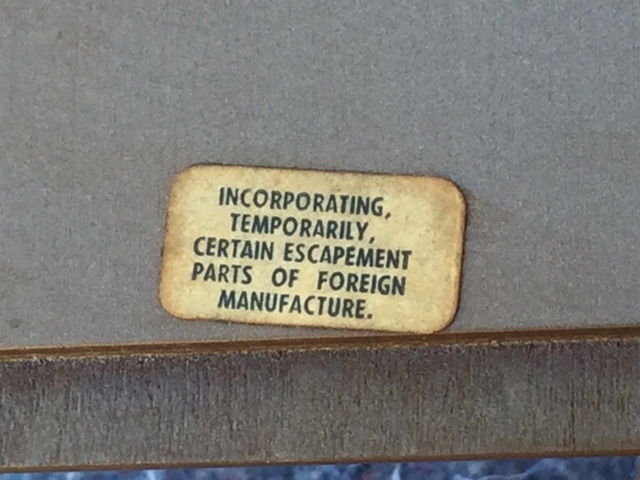 INCORPORATING,
TEMPORARILY,
CERTAIN ESCAPEMENT
PARTS OF FOREIGN
MANUFACTURE.